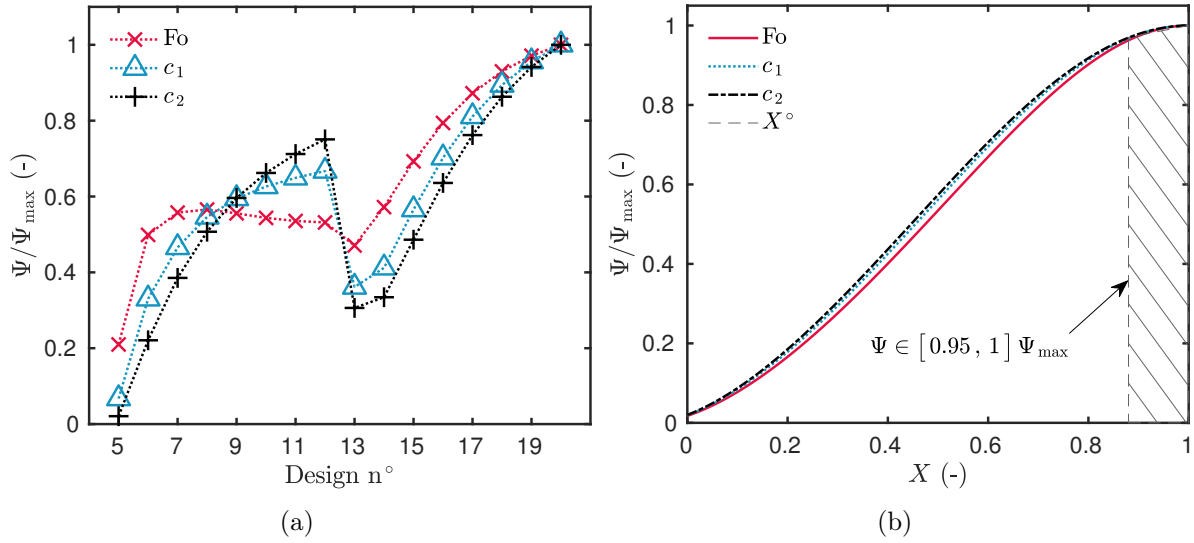 Ψ/Ψmax (-)
1
0.8
0.6
0.4
0.2
0
Fo
c1
c2
5 7 9 11 13 15 17 19
Design n°
(a)
Ψ/Ψmax (-)
1
0.8
0.6
0.4
0.2
0
Fo
c1
c2
X°
Ψ ∈ [0.95, 1] Ψmax
0 0.2 0.4 0.6 0.8 1
X (-)
(b)